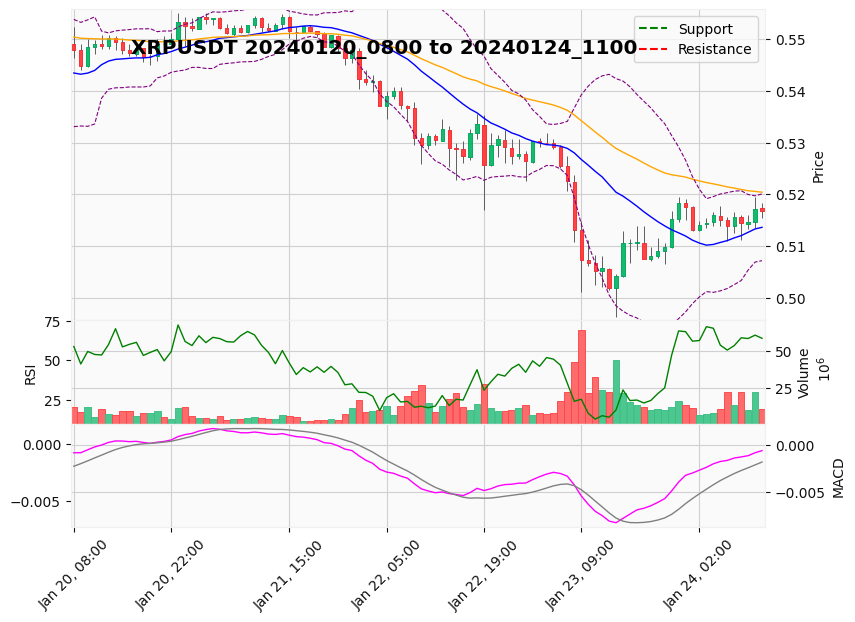 XRPUSDT 20240120_0800 to 20240124_1100
Support
Resistance
0.55
0.54
0.53
0.52
0.51
0.50
Price
75
50
25
RSI
50
25
Volume
10⁶
0.000
−0.005
0.000
−0.005
MACD
Jan 20, 08:00
Jan 20, 22:00
Jan 21, 15:00
Jan 22, 05:00
Jan 22, 19:00
Jan 23, 09:00
Jan 24, 02:00